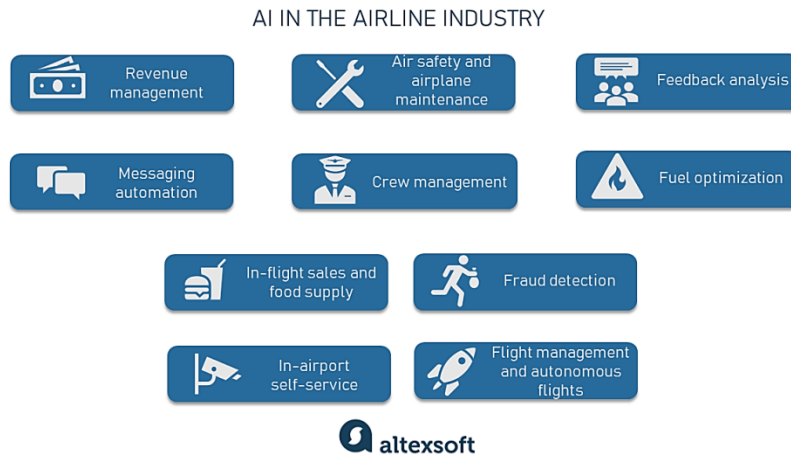 AI IN THE AIRLINE INDUSTRY
Revenue
management
Air safety and
airplane
maintenance
Feedback analysis
Messaging
automation
Crew management
Fuel optimization
In-flight sales and
food supply
Fraud detection
In-airport
self-service
Flight management
and autonomous
flights
altexsoft